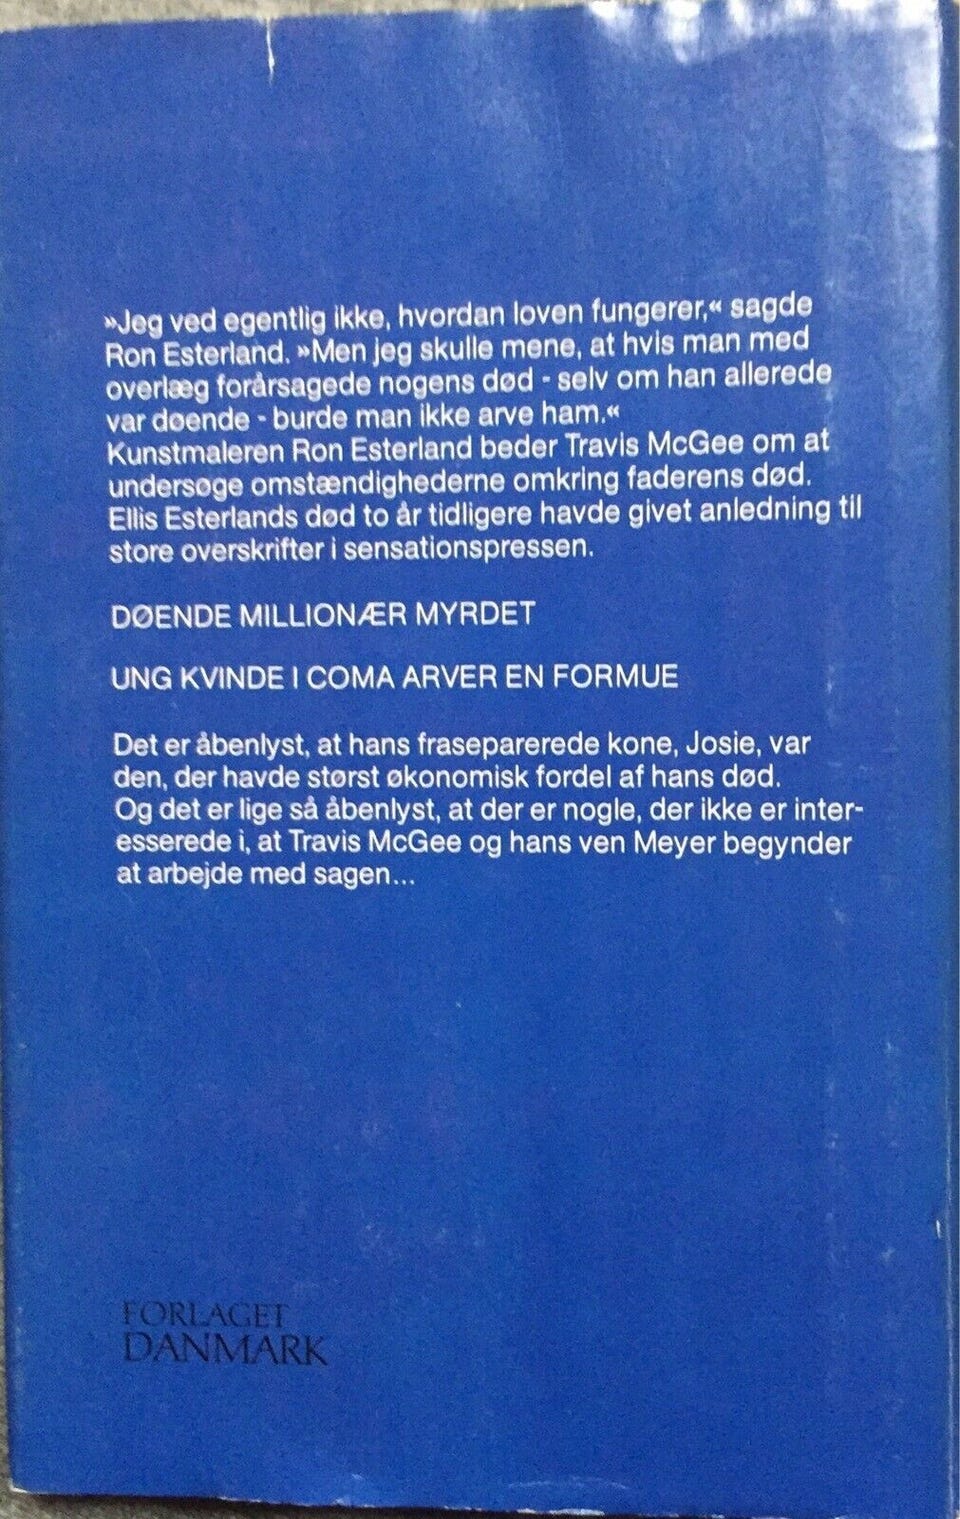 »Jeg ved egentlig ikke, hvordan loven fungerer,« sagde
Ron Esterland. »Men jeg skulle mene, at hvis man med
overlæg forårsagede nogens død - selv om han allerede
var døende - burde man ikke arve ham.«
Kunstmaleren Ron Esterland beder Travis McGee om at
undersøge omstændighederne omkring faderens død.
Ellis Esterlands død to år tidligere havde givet anledning til
store overskrifter i sensationspressen.
DØENDE MILLIONÆR MYRDET
UNG KVINDE I COMA ARVER EN FORMUE
Det er åbenlyst, at hans fraseparerede kone, Josie, var
den, der havde størst økonomisk fordel af hans død.
Og det er lige så åbenlyst, at der er nogle, der ikke er inter-
esserede i, at Travis McGee og hans ven Meyer begynder
at arbejde med sagen...
FORLAGET
DANMARK